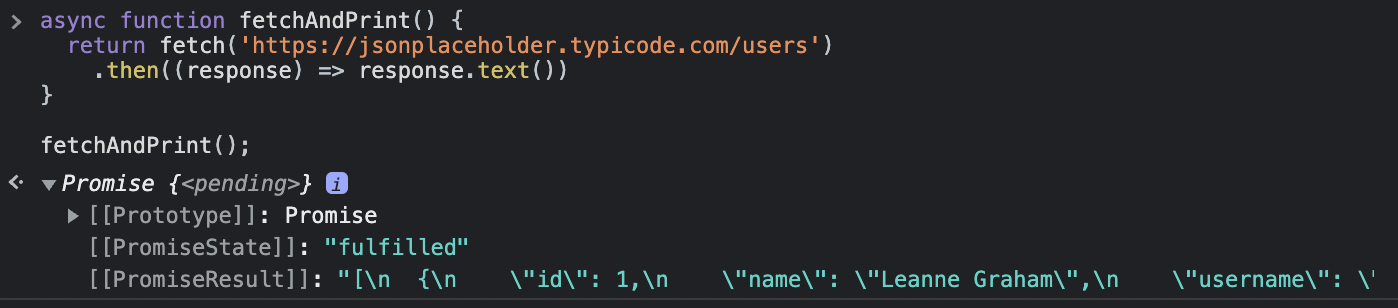 > async function fetchAndPrint() {
  return fetch('https://jsonplaceholder.typicode.com/users')
    .then((response) => response.text())
}

fetchAndPrint();
Promise {<pending>} i
[[Prototype]]: Promise
[[PromiseState]]: "fulfilled"
[[PromiseResult]]: "[\n  {\n    \"id\": 1,\n    \"name\": \"Leanne Graham\",\n    \"username\": \"